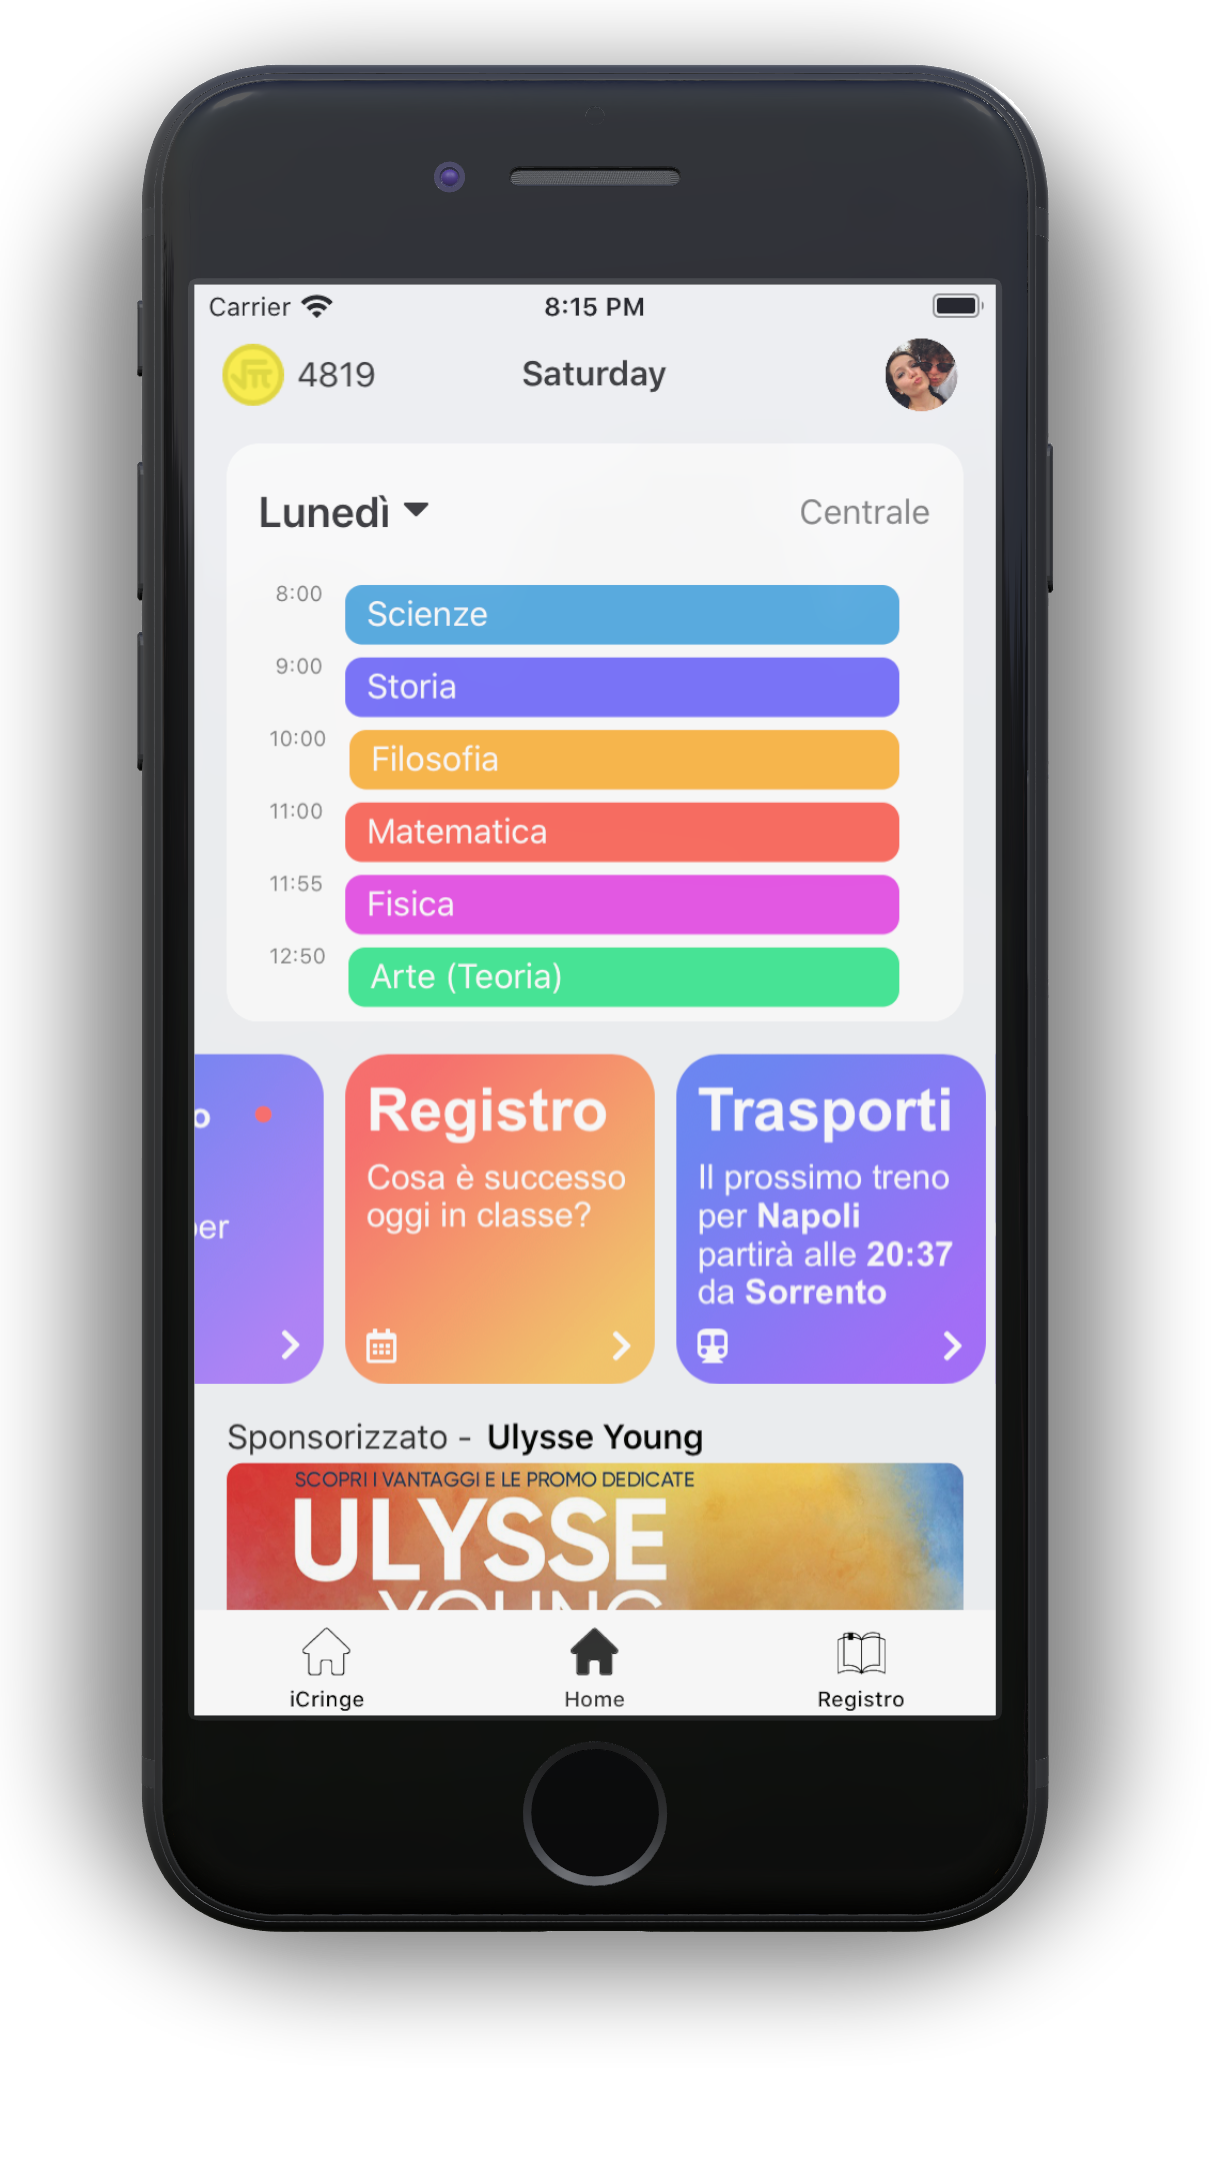 Carrier 8:15 PM
4819 Saturday
Lunedì Centrale
8:00 Scienze
9:00 Storia
10:00 Filosofia
11:00 Matematica
11:55 Fisica
12:50 Arte (Teoria)
Registro
Cosa è successo
oggi in classe?
Trasporti
Il prossimo treno
per Napoli
partirà alle 20:37
da Sorrento
Sponsorizzato - Ulysse Young
SCOPRI I VANTAGGI E LE PROMO DEDICATE
ULYSSE
YOUNG
iCringe Home Registro